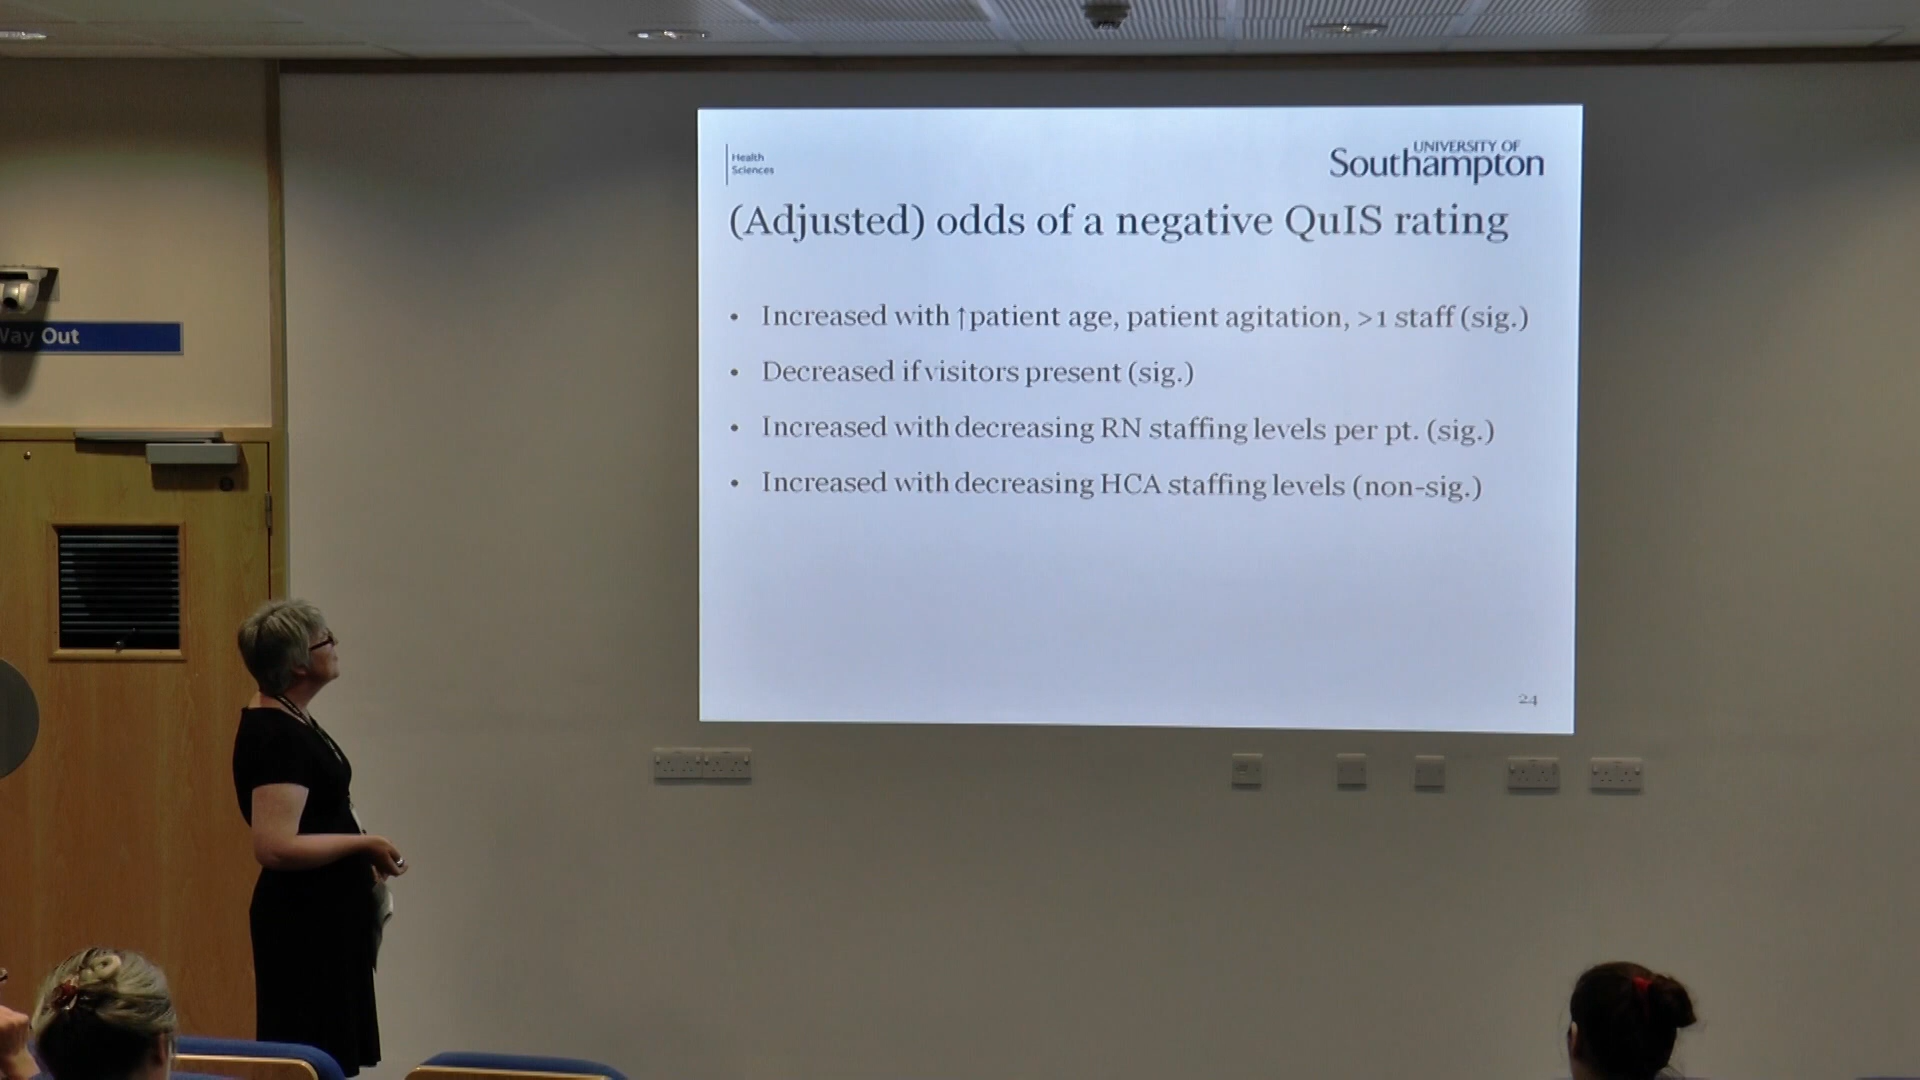 Health
Sciences
UNIVERSITY OF
Southampton
(Adjusted) odds of a negative QuIS rating
• Increased with ↑patient age, patient agitation, >1 staff (sig.)
• Decreased if visitors present (sig.)
• Increased with decreasing RN staffing levels per pt. (sig.)
• Increased with decreasing HCA staffing levels (non-sig.)
24
Way Out